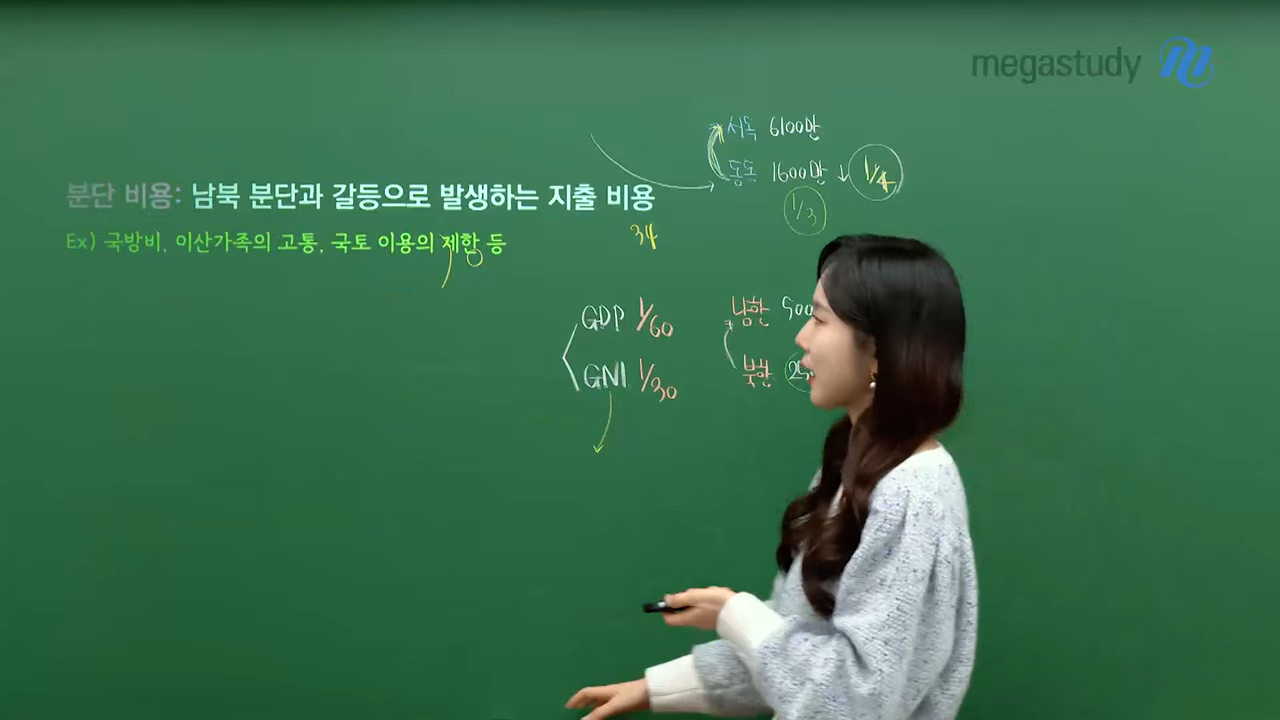 megastudy
서독 6100만
동독 1600만 ↓ 1/4
1/3
분단 비용: 남북 분단과 갈등으로 발생하는 지출 비용
34
Ex) 국방비, 이산가족의 고통, 국토 이용의 제한 등
GDP 1/60
남한 500
GNI 1/30
북한 25